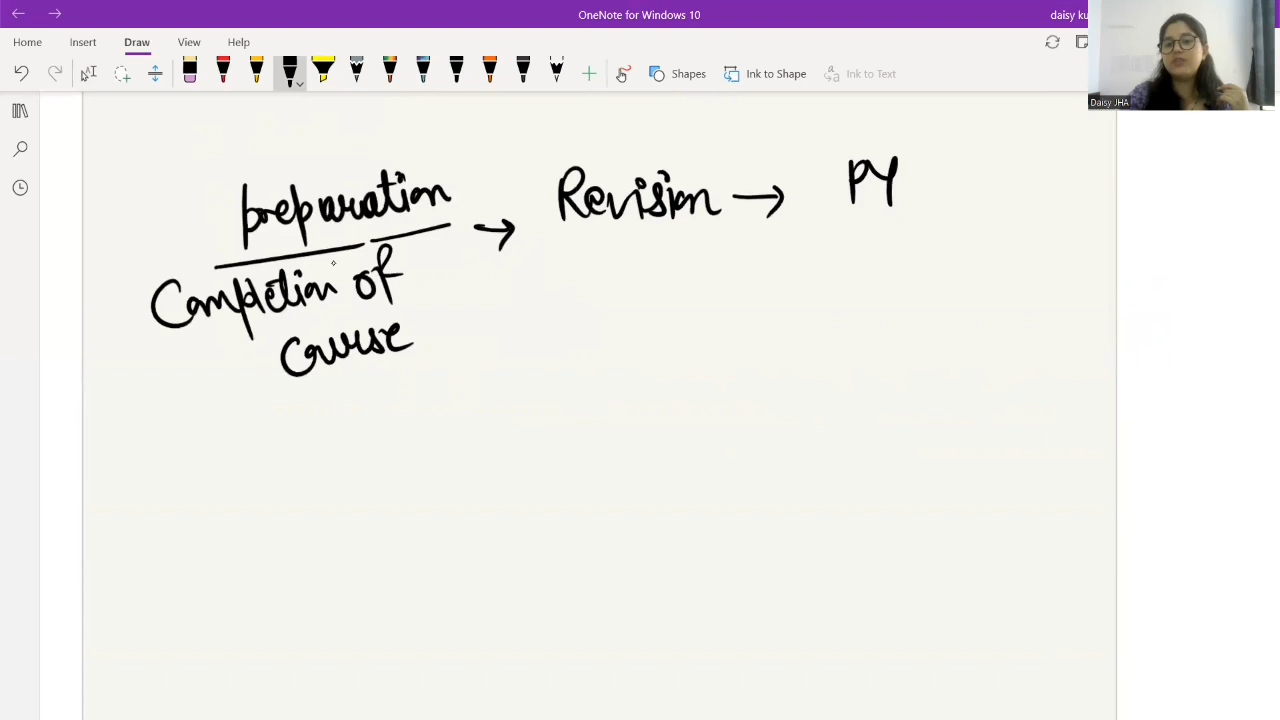 OneNote for Windows 10
daisy ku
Home Insert Draw View Help
Shapes Ink to Shape Ink to Text
Daisy JHA
preparation → Revision → PY
Completion of
course